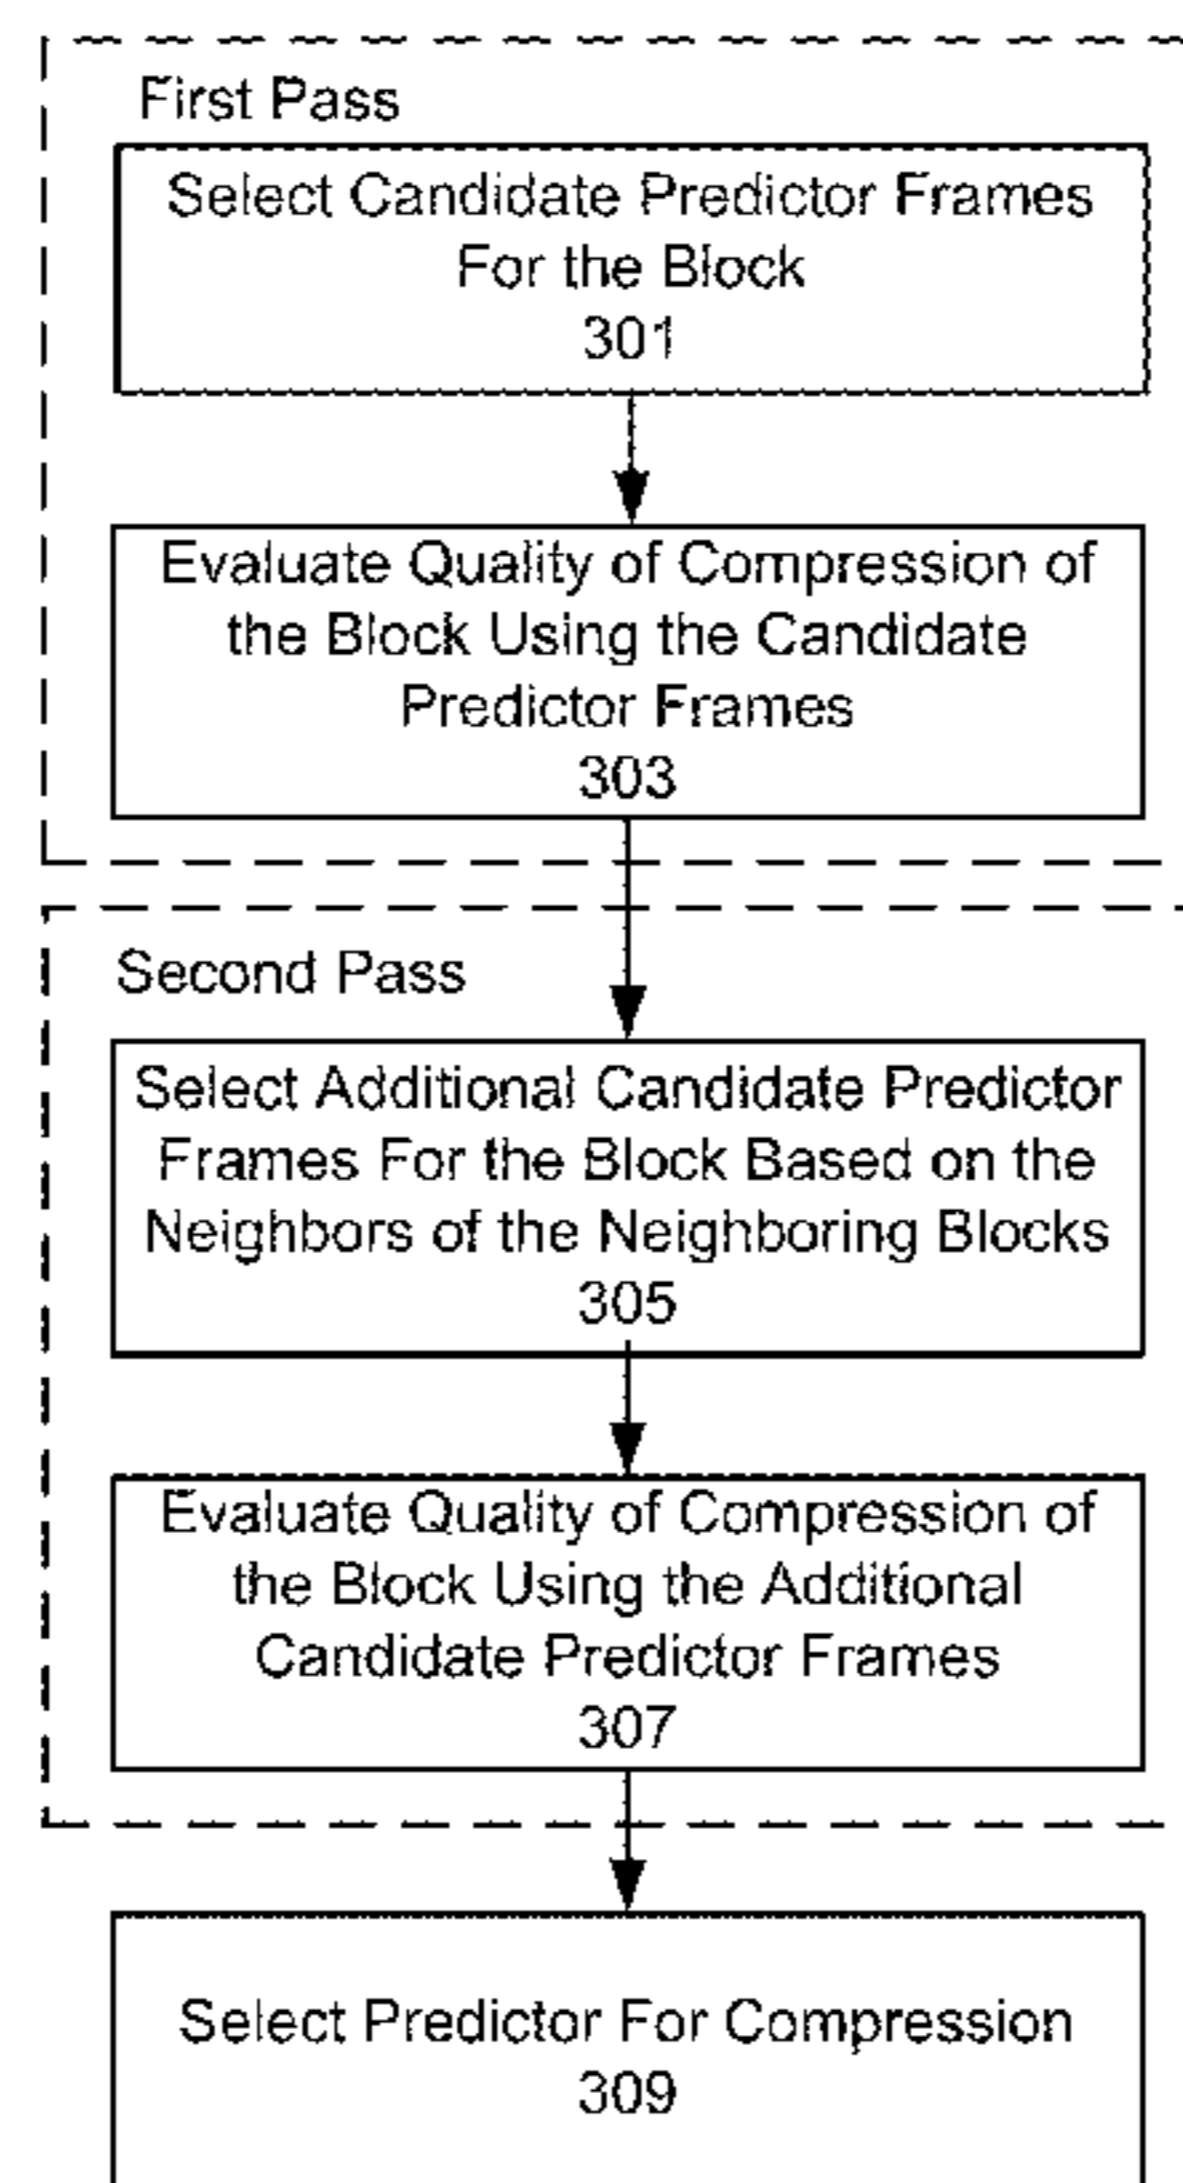 First Pass
Select Candidate Predictor Frames
For the Block
301
Evaluate Quality of Compression of
the Block Using the Candidate
Predictor Frames
303
Second Pass
Select Additional Candidate Predictor
Frames For the Block Based on the
Neighbors of the Neighboring Blocks
305
Evaluate Quality of Compression of
the Block Using the Additional
Candidate Predictor Frames
307
Select Predictor For Compression
309